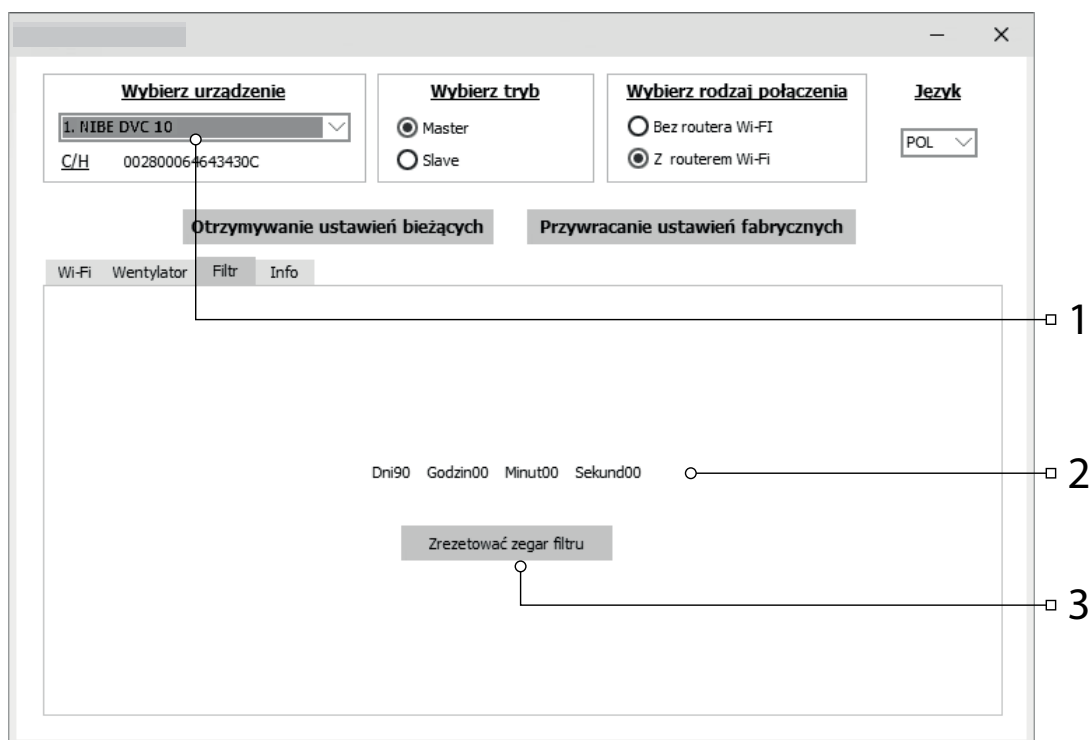 Wybierz urządzenie
1. NIBE DVC 10
C/H 002800064643430C
Wybierz tryb
Master
Slave
Wybierz rodzaj połączenia
Bez routera Wi-FI
Z routerem Wi-Fi
Język
POL
Otrzymywanie ustawień bieżących
Przywracanie ustawień fabrycznych
Wi-Fi Wentylator Filtr Info
1
Dni90 Godzin00 Minut00 Sekund00
2
Zrezetować zegar filtru
3